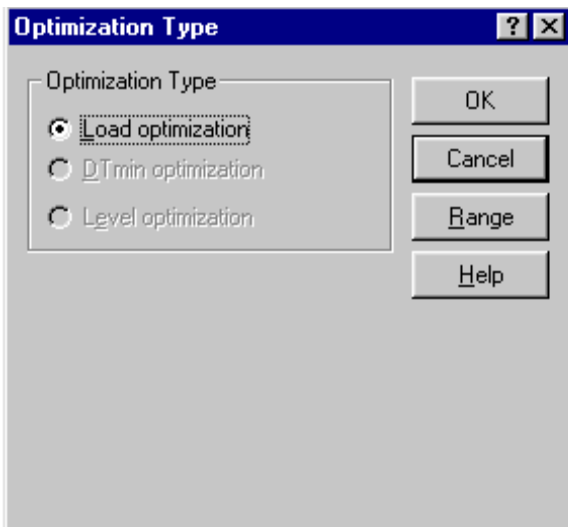 Optimization Type
Optimization Type
Load optimization
DTmin optimization
Level optimization
OK
Cancel
Range
Help